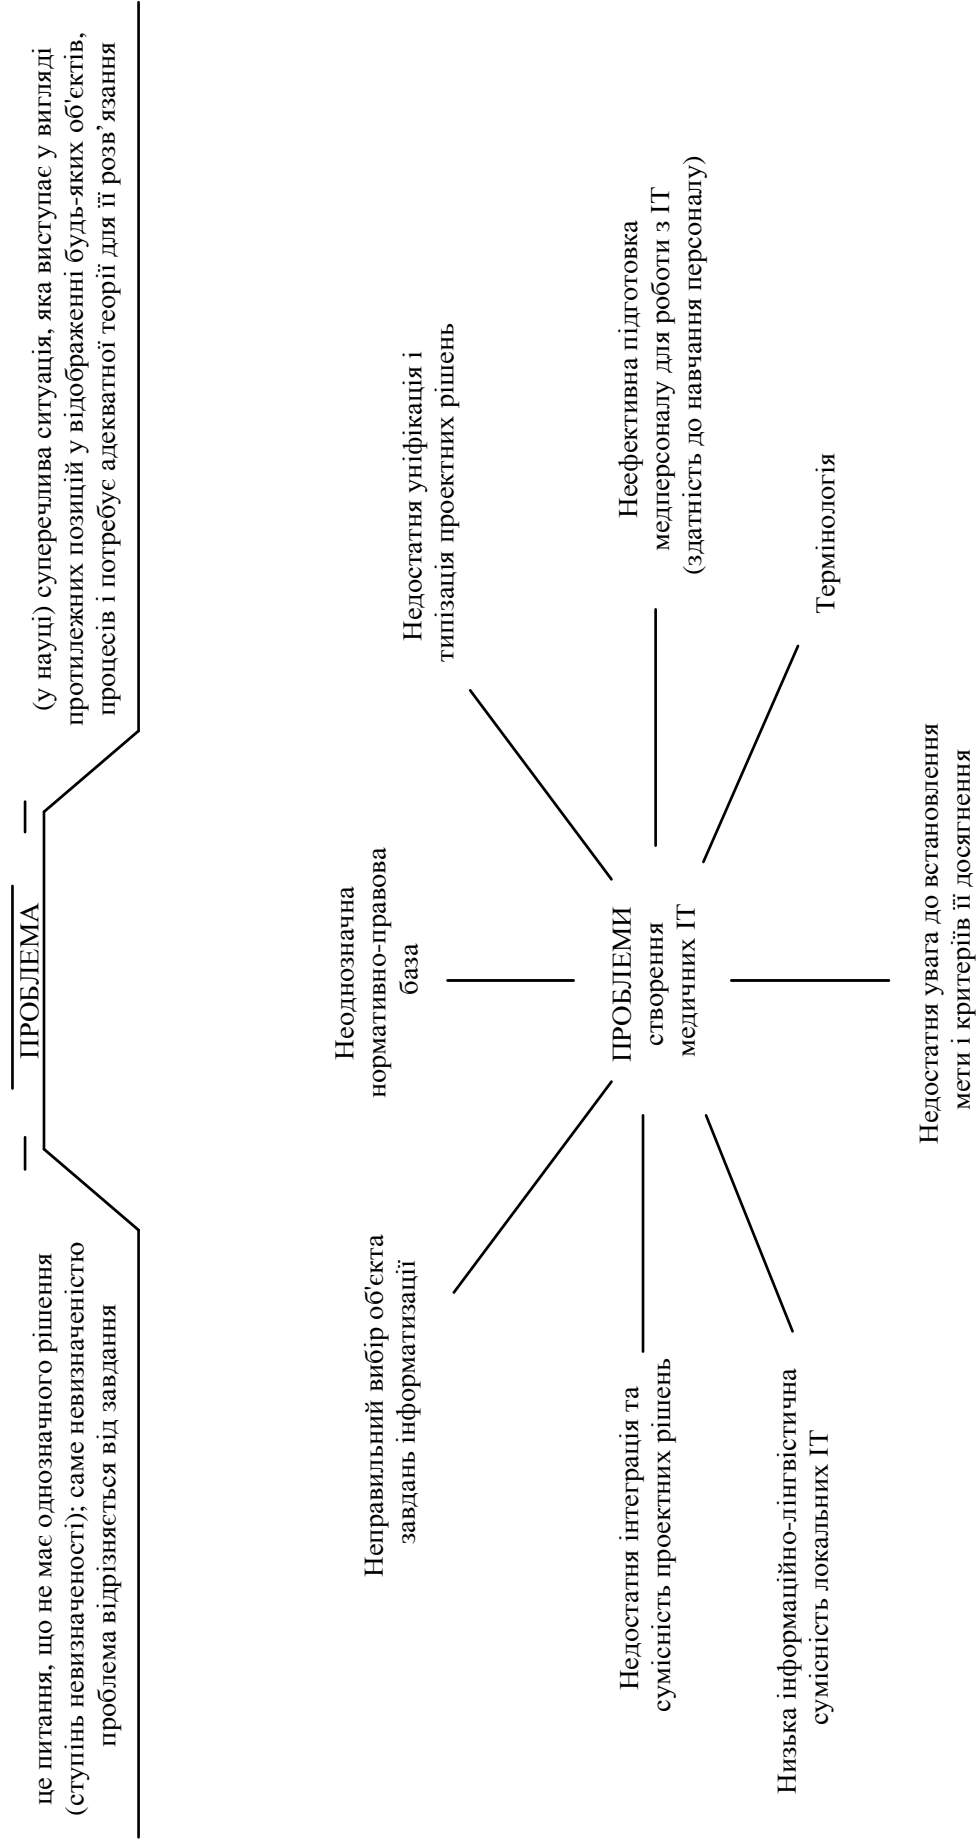 ПРОБЛЕМА
це питання, що не має однозначного рішення
(ступінь невизначеності); саме невизначеністю
проблема відрізняється від завдання
(у науці) суперечлива ситуація, яка виступає у вигляді
протилежних позицій у відображенні будь-яких об'єктів,
процесів і потребує адекватної теорії для її розв’язання
Неправильний вибір об'єкта
завдань інформатизації
Неоднозначна
нормативно-правова
база
Недостатня уніфікація і
типізація проектних рішень
Недостатня інтеграція та
сумісність проектних рішень
ПРОБЛЕМИ
створення
медичних ІТ
Неефективна підготовка
медперсоналу для роботи з ІТ
(здатність до навчання персоналу)
Низька інформаційно-лінгвістична
сумісність локальних ІТ
Термінологія
Недостатня увага до встановлення
мети і критеріїв її досягнення